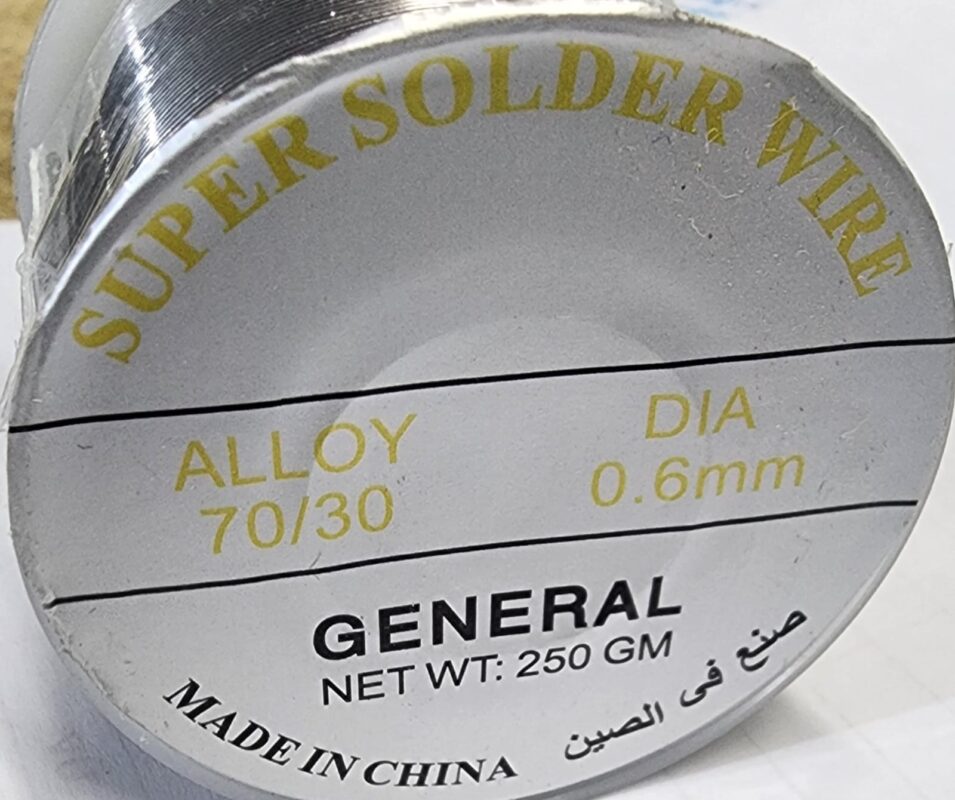 SUPER SOLDER WIRE
ALLOY
70/30
DIA
0.6mm
GENERAL
NET WT: 250 GM
MADE IN CHINA
صنع فى الصين